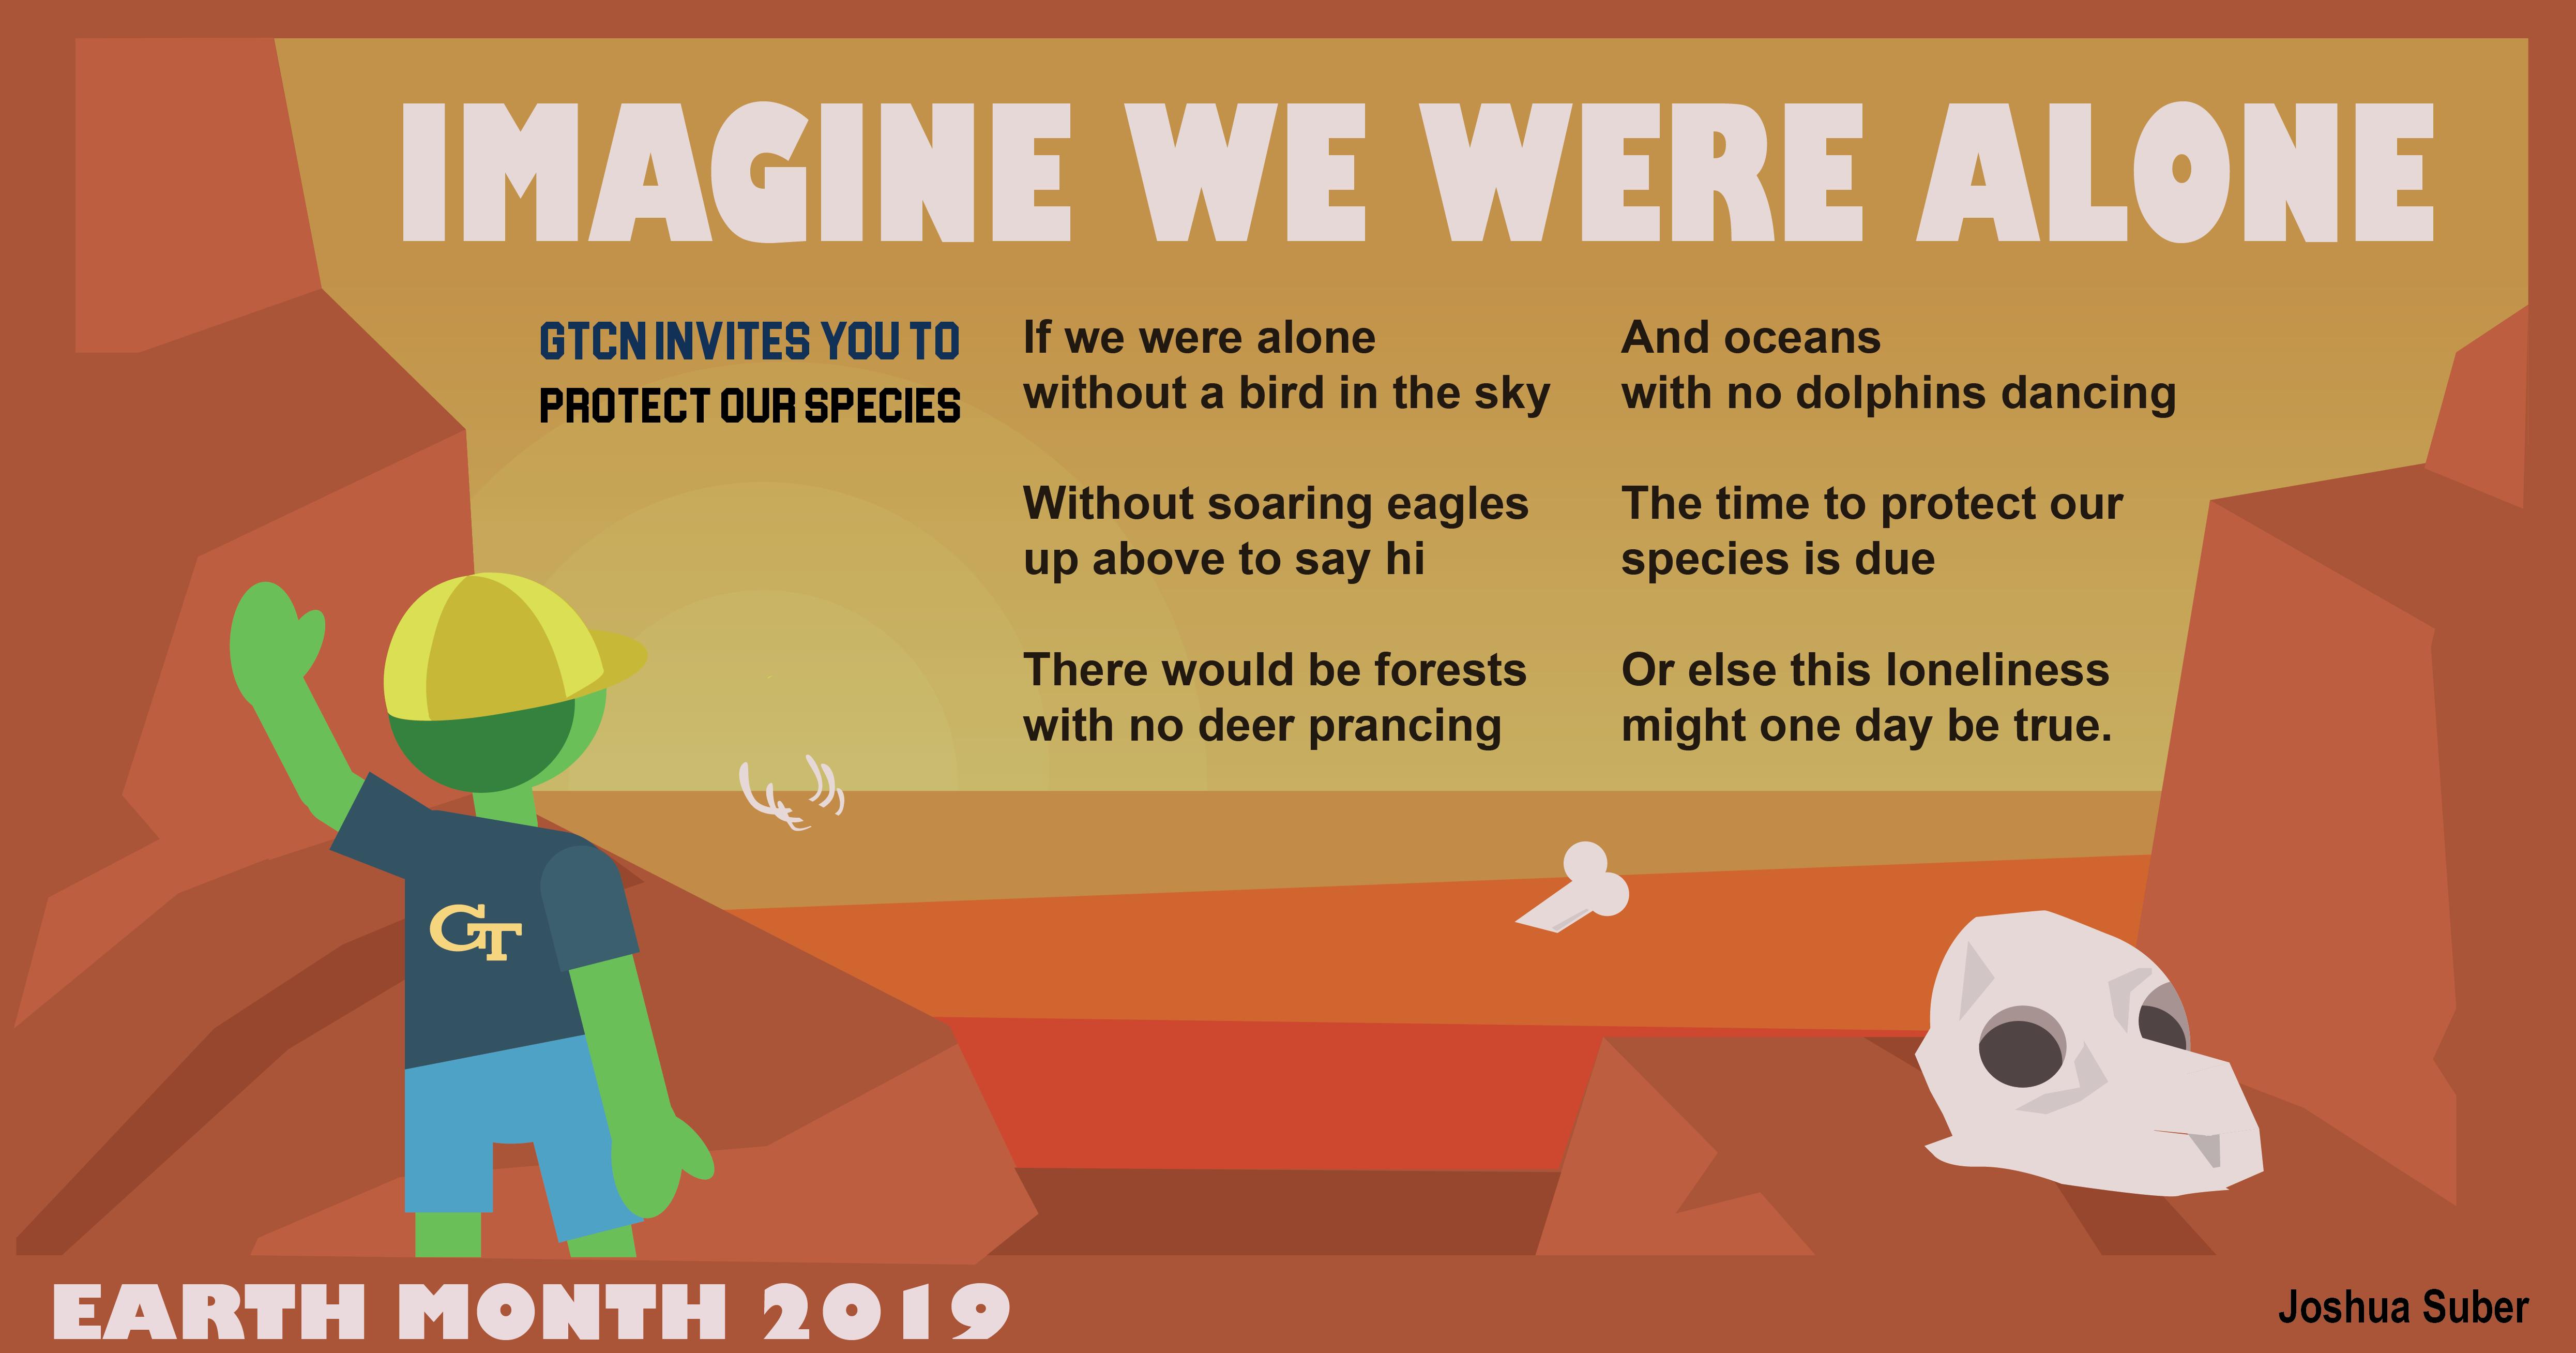 IMAGINE WE WERE ALONE
GTCN INVITES YOU TO
PROTECT OUR SPECIES
If we were alone
without a bird in the sky
Without soaring eagles
up above to say hi
There would be forests
with no deer prancing
And oceans
with no dolphins dancing
The time to protect our
species is due
Or else this loneliness
might one day be true.
GT
EARTH MONTH 2019
Joshua Suber